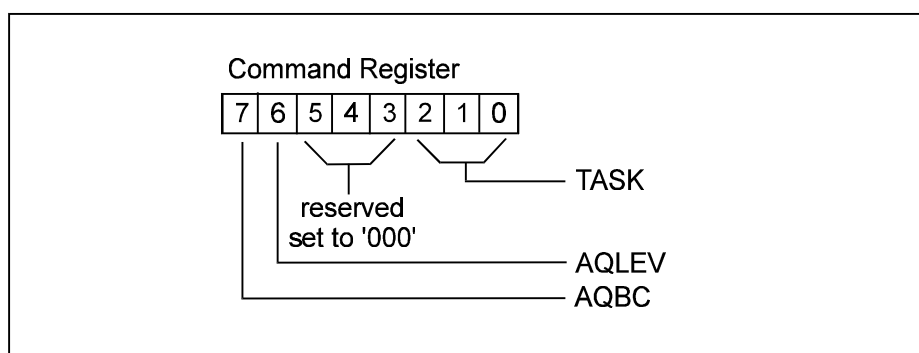 Command Register
7 6 5 4 3 2 1 0
TASK
reserved
set to '000'
AQLEV
AQBC